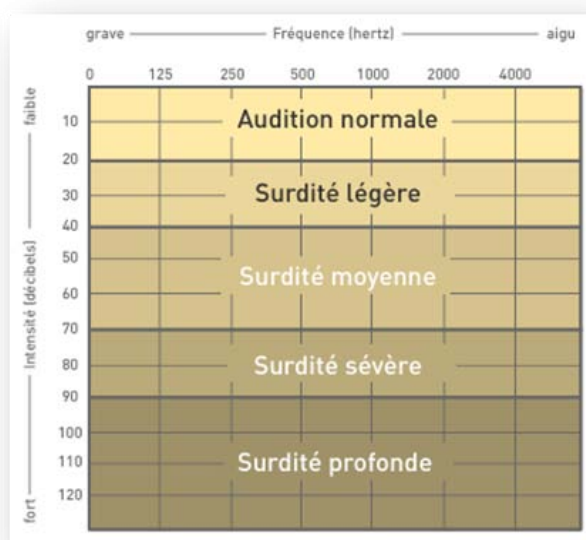 grave Fréquence (hertz) aigu
0 125 250 500 1000 2000 4000
faible
Intensité (décibels)
fort
10
Audition normale
20
30
Surdité légère
40
50
Surdité moyenne
60
70
80
Surdité sévère
90
100
110
Surdité profonde
120